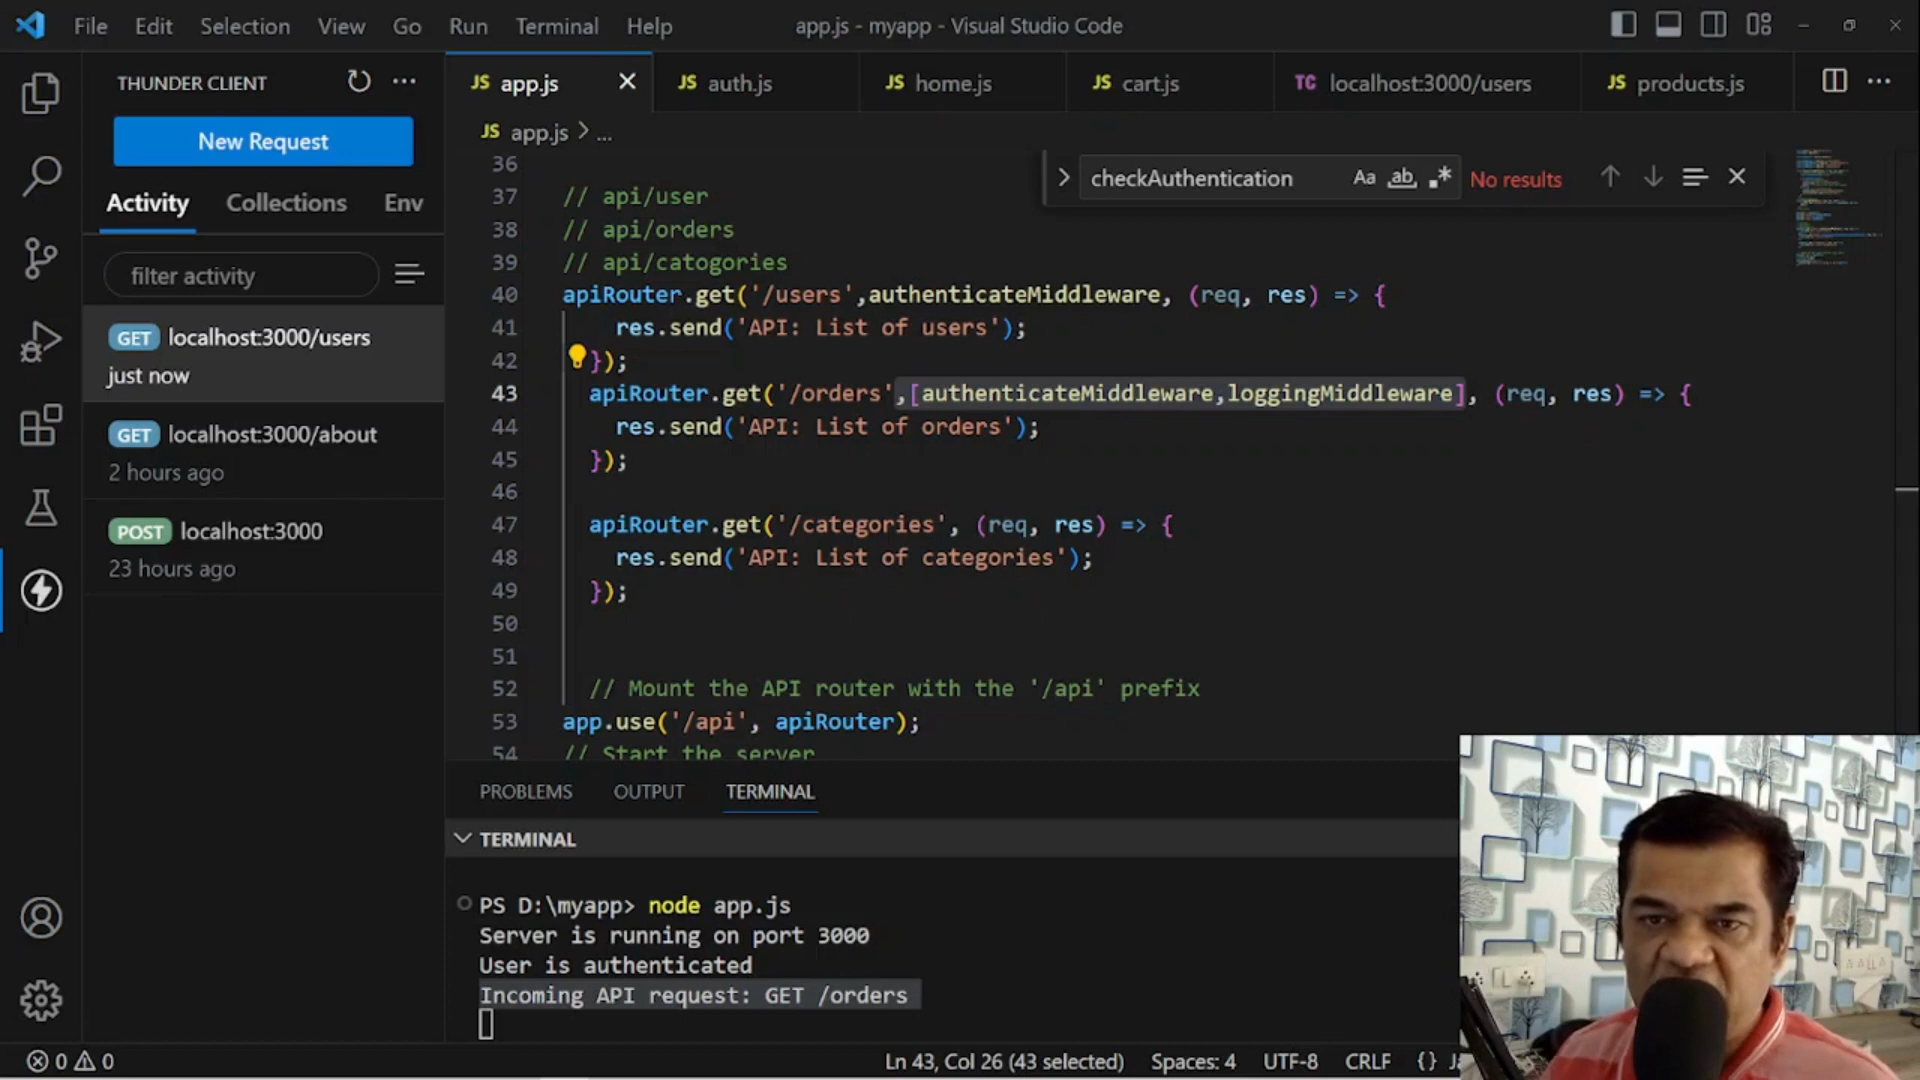 File Edit Selection View Go Run Terminal Help
app.js - myapp - Visual Studio Code
THUNDER CLIENT
New Request
Activity Collections Env
filter activity
GET localhost:3000/users
just now
GET localhost:3000/about
2 hours ago
POST localhost:3000
23 hours ago
JS app.js JS auth.js JS home.js JS cart.js TC localhost:3000/users JS products.js
JS app.js > ...
checkAuthentication Aa ab No results
36
37 // api/user
38 // api/orders
39 // api/catogories
40 apiRouter.get('/users',authenticateMiddleware, (req, res) => {
41 res.send('API: List of users');
42 });
43 apiRouter.get('/orders',[authenticateMiddleware,loggingMiddleware], (req, res) => {
44 res.send('API: List of orders');
45 });
46
47 apiRouter.get('/categories', (req, res) => {
48 res.send('API: List of categories');
49 });
50
51
52 // Mount the API router with the '/api' prefix
53 app.use('/api', apiRouter);
54 // Start the server
PROBLEMS OUTPUT TERMINAL
TERMINAL
PS D:\myapp> node app.js
Server is running on port 3000
User is authenticated
Incoming API request: GET /orders
0 0 Ln 43, Col 26 (43 selected) Spaces: 4 UTF-8 CRLF {}